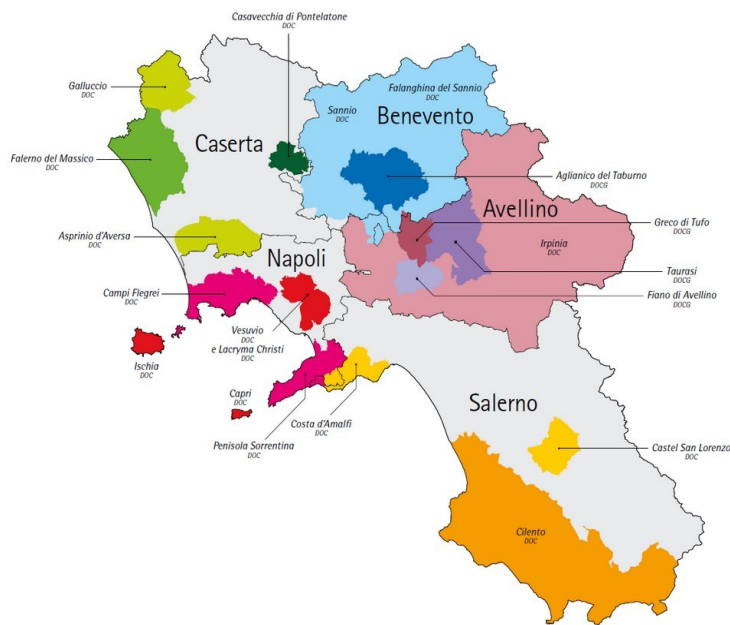 Casavecchia di Pontelatone
DOC
Galluccio
DOC
Falanghina del Sannio
DOC
Sannio
DOC
Benevento
Caserta
Falerno del Massico
DOC
Aglianico del Taburno
DOCG
Avellino
Greco di Tufo
DOCG
Asprinio d'Aversa
DOC
Irpinia
DOC
Napoli
Taurasi
DOCG
Campi Flegrei
DOC
Fiano di Avellino
DOCG
Vesuvio
DOC
e Lacryma Christi
DOC
Ischia
DOC
Capri
DOC
Salerno
Costa d'Amalfi
DOC
Penisola Sorrentina
DOC
Castel San Lorenzo
DOC
Cilento
DOC